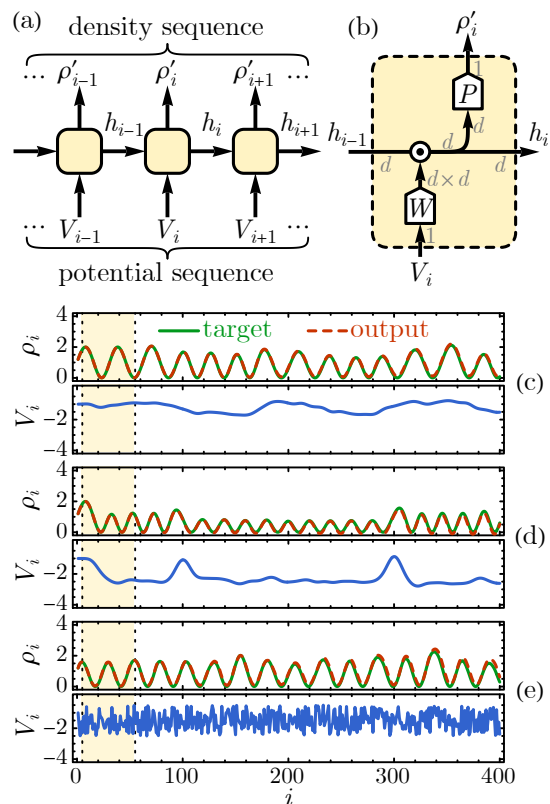 (a)
density sequence
... ρ′i−1 ρ′i ρ′i+1 ...
hi−1 hi hi+1
... Vi−1 Vi Vi+1 ...
potential sequence
(b)
ρ′i
1
P
d
hi−1 d d d hi
d×d
W
1
Vi
target output
4
2
0
ρi
(c)
−2
−4
Vi
4
2
0
ρi
(d)
−2
−4
Vi
4
2
0
ρi
(e)
−2
−4
Vi
0 100 200 300 400
i